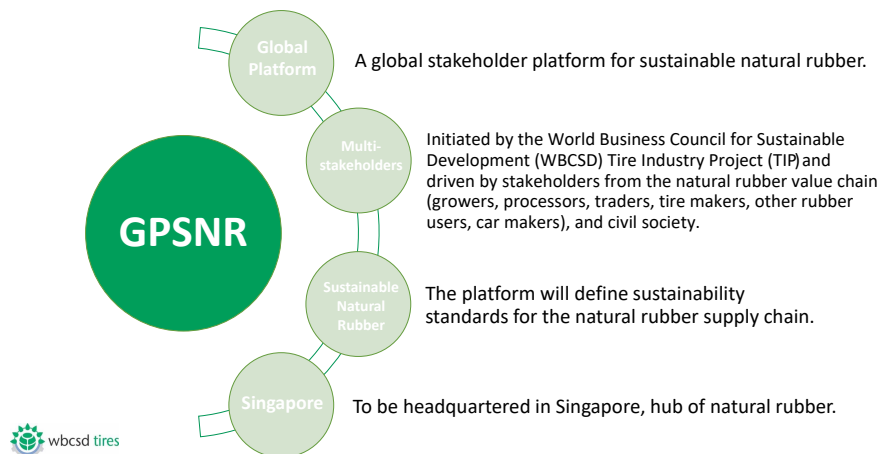 Global
Platform
A global stakeholder platform for sustainable natural rubber.
Multi-
stakeholders
Initiated by the World Business Council for Sustainable
Development (WBCSD) Tire Industry Project (TIP) and
driven by stakeholders from the natural rubber value chain
(growers, processors, traders, tire makers, other rubber
users, car makers), and civil society.
GPSNR
Sustainable
Natural
Rubber
The platform will define sustainability
standards for the natural rubber supply chain.
Singapore
To be headquartered in Singapore, hub of natural rubber.
wbcsd tires